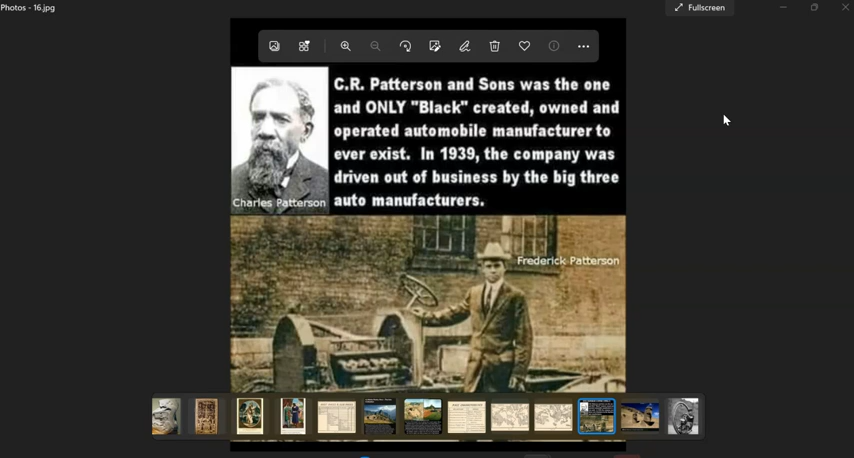 Photos - 16.jpg
Fullscreen
C.R. Patterson and Sons was the one
and ONLY "Black" created, owned and
operated automobile manufacturer to
ever exist. In 1939, the company was
driven out of business by the big three
auto manufacturers.
Charles Patterson
Frederick Patterson